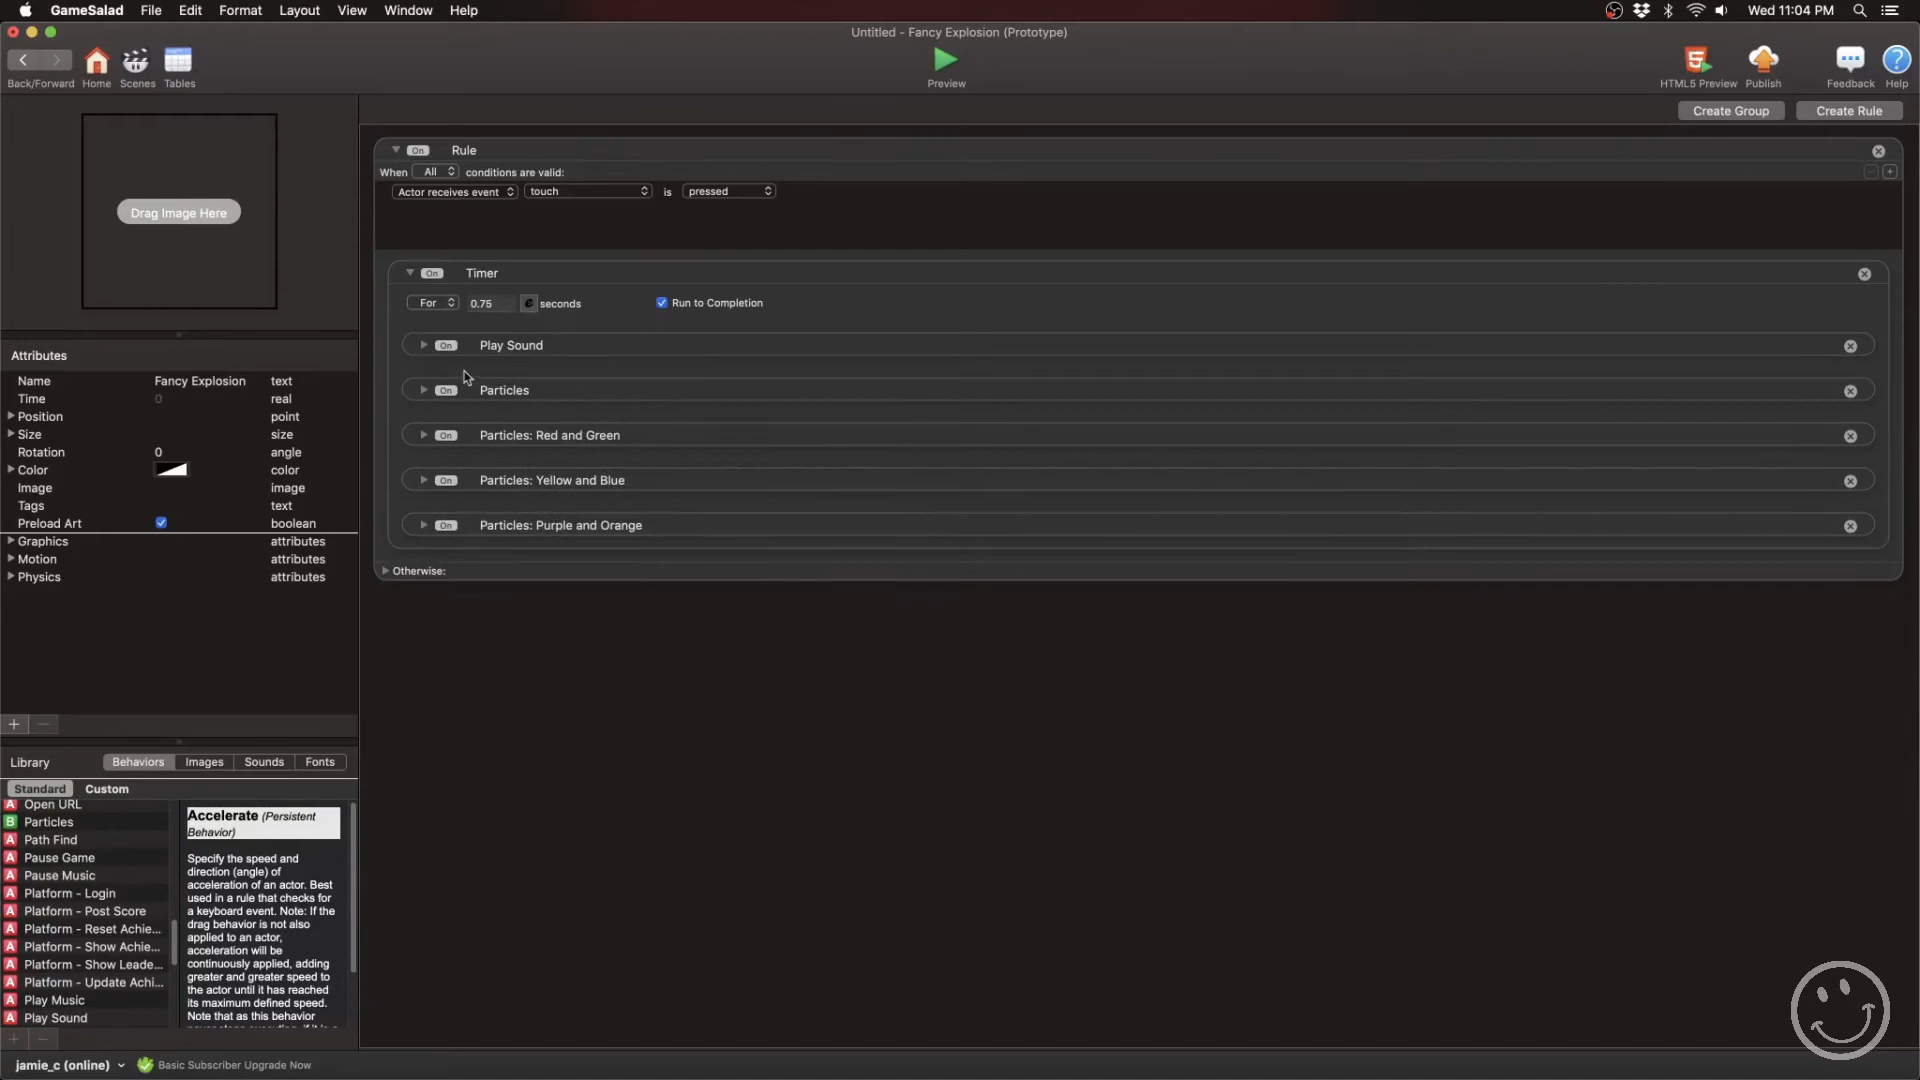 GameSalad File Edit Format Layout View Window Help
Wed 11:04 PM
Untitled - Fancy Explosion (Prototype)
Back/Forward Home Scenes Tables
Preview
HTML5 Preview Publish Feedback Help
Create Group Create Rule
Drag Image Here
On Rule
When All conditions are valid:
Actor receives event touch is pressed
On Timer
For 0.75 e seconds Run to Completion
On Play Sound
On Particles
On Particles: Red and Green
On Particles: Yellow and Blue
On Particles: Purple and Orange
Otherwise:
Attributes
Name Fancy Explosion text
Time 0 real
Position point
Size size
Rotation 0 angle
Color color
Image image
Tags text
Preload Art boolean
Graphics attributes
Motion attributes
Physics attributes
Library Behaviors Images Sounds Fonts
Standard Custom
A Open URL
B Particles
A Path Find
A Pause Game
A Pause Music
A Platform - Login
A Platform - Post Score
A Platform - Reset Achie...
A Platform - Show Achie...
A Platform - Show Leade...
A Platform - Update Achi...
A Play Music
A Play Sound
Accelerate (Persistent
Behavior)
Specify the speed and
direction (angle) of
acceleration of an actor. Best
used in a rule that checks for
a keyboard event. Note: If the
drag behavior is not also
applied to an actor,
acceleration will be
continuously applied, adding
greater and greater speed to
the actor until it has reached
its maximum defined speed.
Note that as this behavior
jamie_c (online) Basic Subscriber Upgrade Now